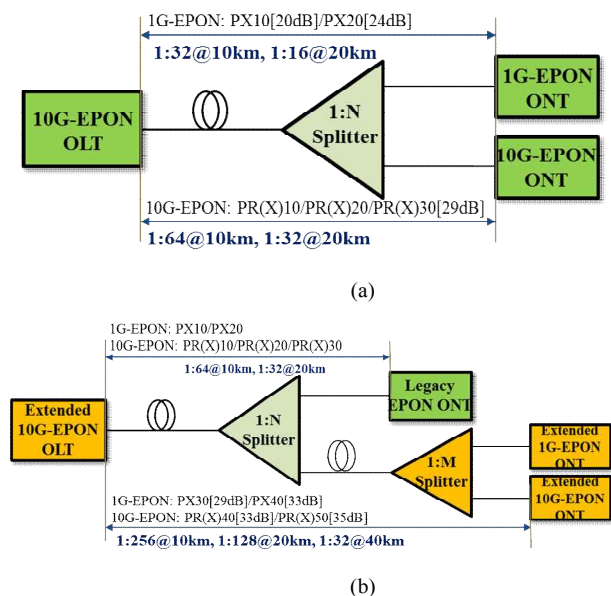 1G-EPON: PX10[20dB]/PX20[24dB]
1:32@10km, 1:16@20km
10G-EPON
OLT
1:N
Splitter
1G-EPON
ONT
10G-EPON
ONT
10G-EPON: PR(X)10/PR(X)20/PR(X)30[29dB]
1:64@10km, 1:32@20km
(a)
1G-EPON: PX10/PX20
10G-EPON: PR(X)10/PR(X)20/PR(X)30
1:64@10km, 1:32@20km
Extended
10G-EPON
OLT
1:N
Splitter
Legacy
EPON ONT
1:M
Splitter
Extended
1G-EPON
ONT
Extended
10G-EPON
ONT
1G-EPON: PX30[29dB]/PX40[33dB]
10G-EPON: PR(X)40[33dB]/PR(X)50[35dB]
1:256@10km, 1:128@20km, 1:32@40km
(b)